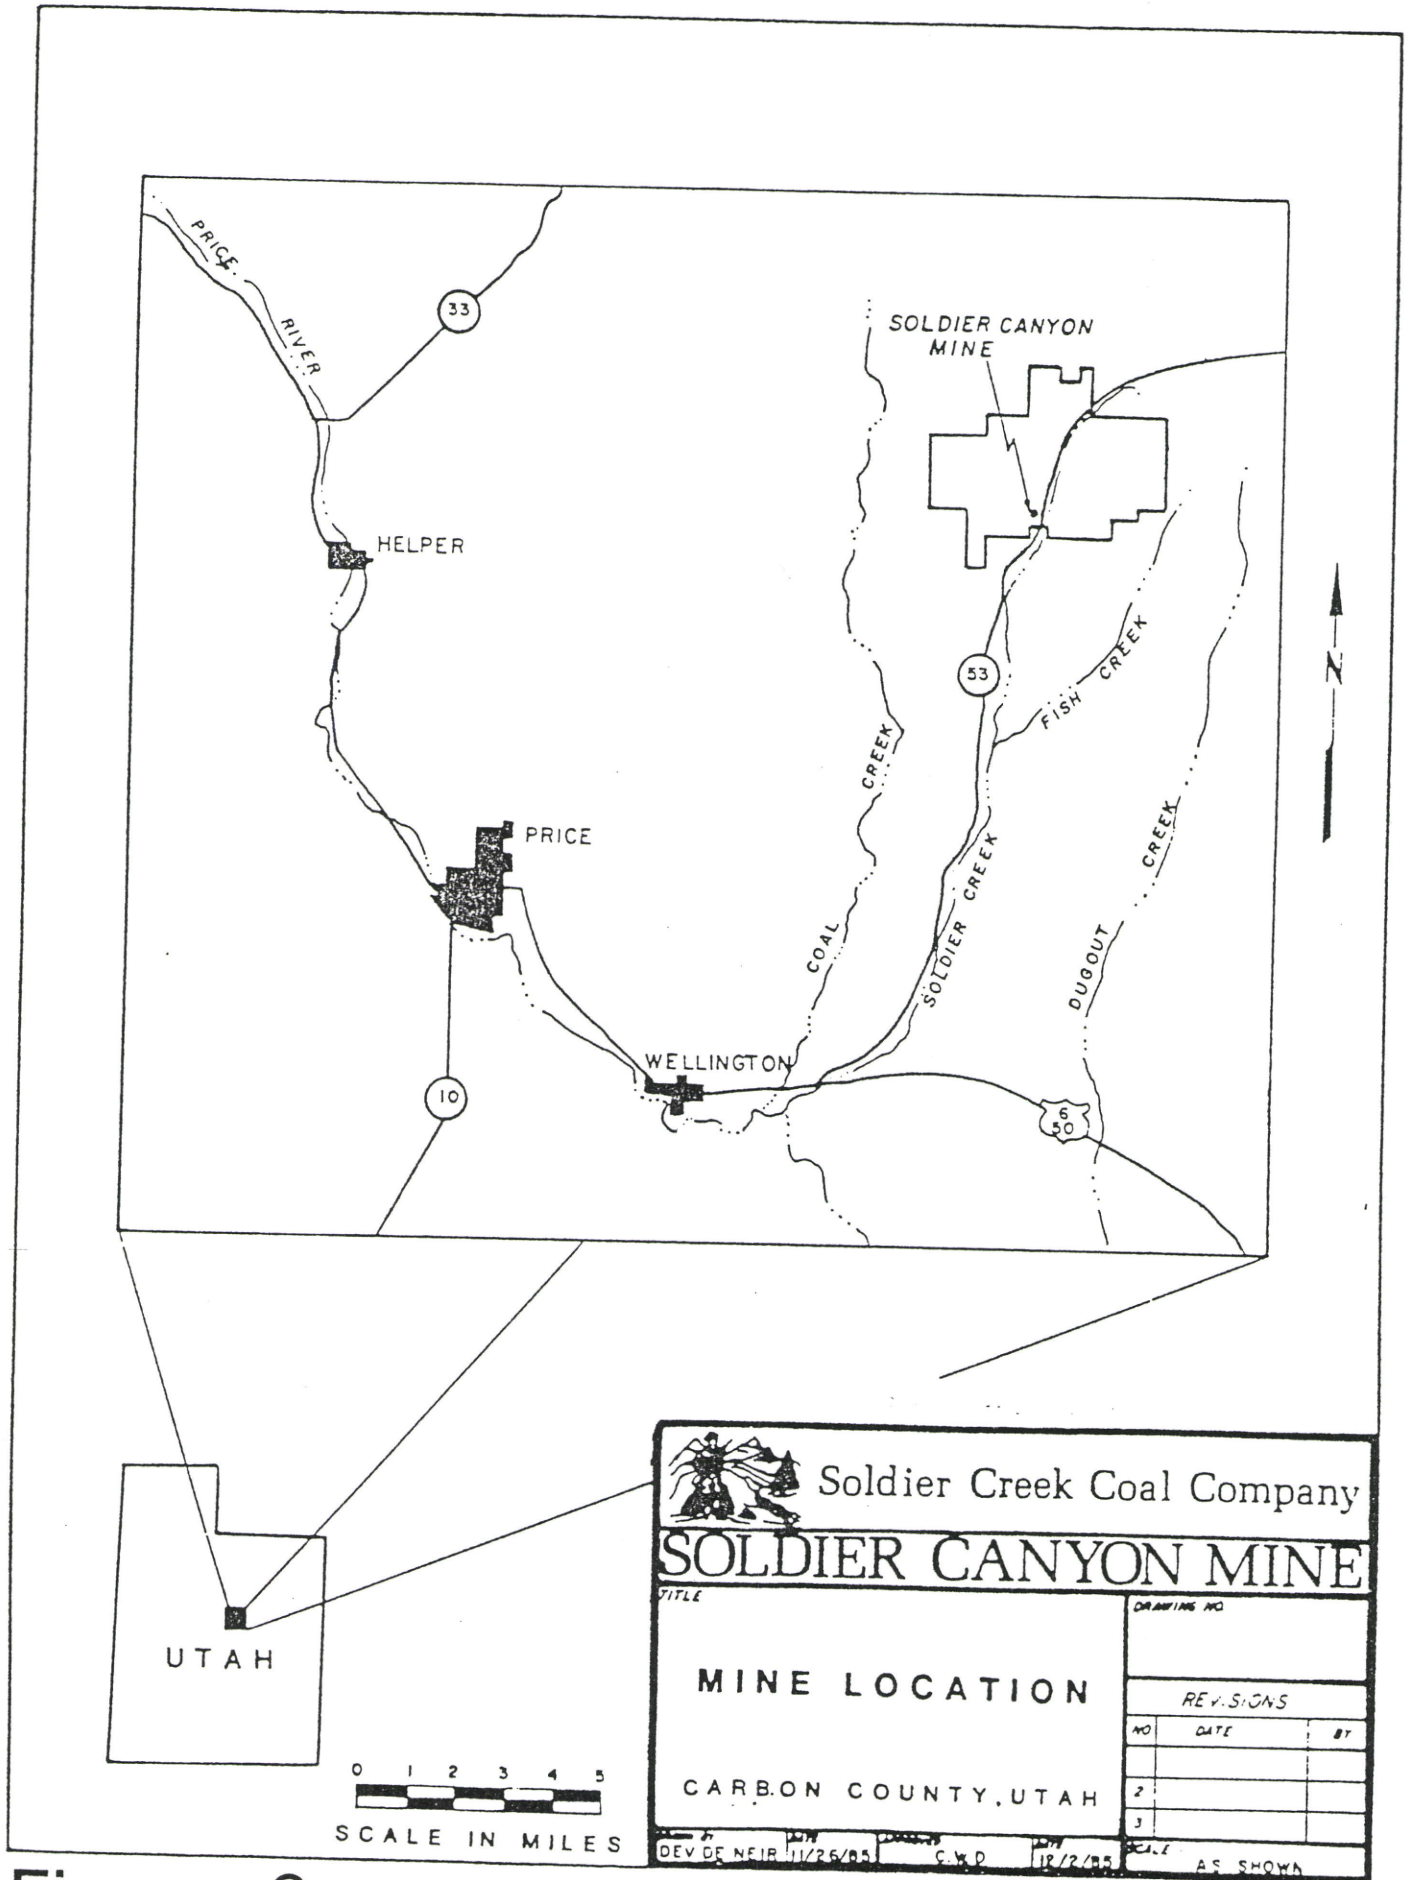 PRICE
RIVER
33
SOLDIER CANYON
MINE
HELPER
N
53
FISH CREEK
COAL CREEK
PRICE
SOLDIER CREEK
DUGOUT CREEK
WELLINGTON
10
6
50
Soldier Creek Coal Company
SOLDIER CANYON MINE
TITLE
DRAWING NO.
MINE LOCATION
REVISIONS
NO DATE BY
UTAH
0 1 2 3 4 5
SCALE IN MILES
CARBON COUNTY, UTAH
2
3
DATE DATE SCALE
DEV DE NEIR 11/26/85 C.W.D 12/2/85 AS SHOWN